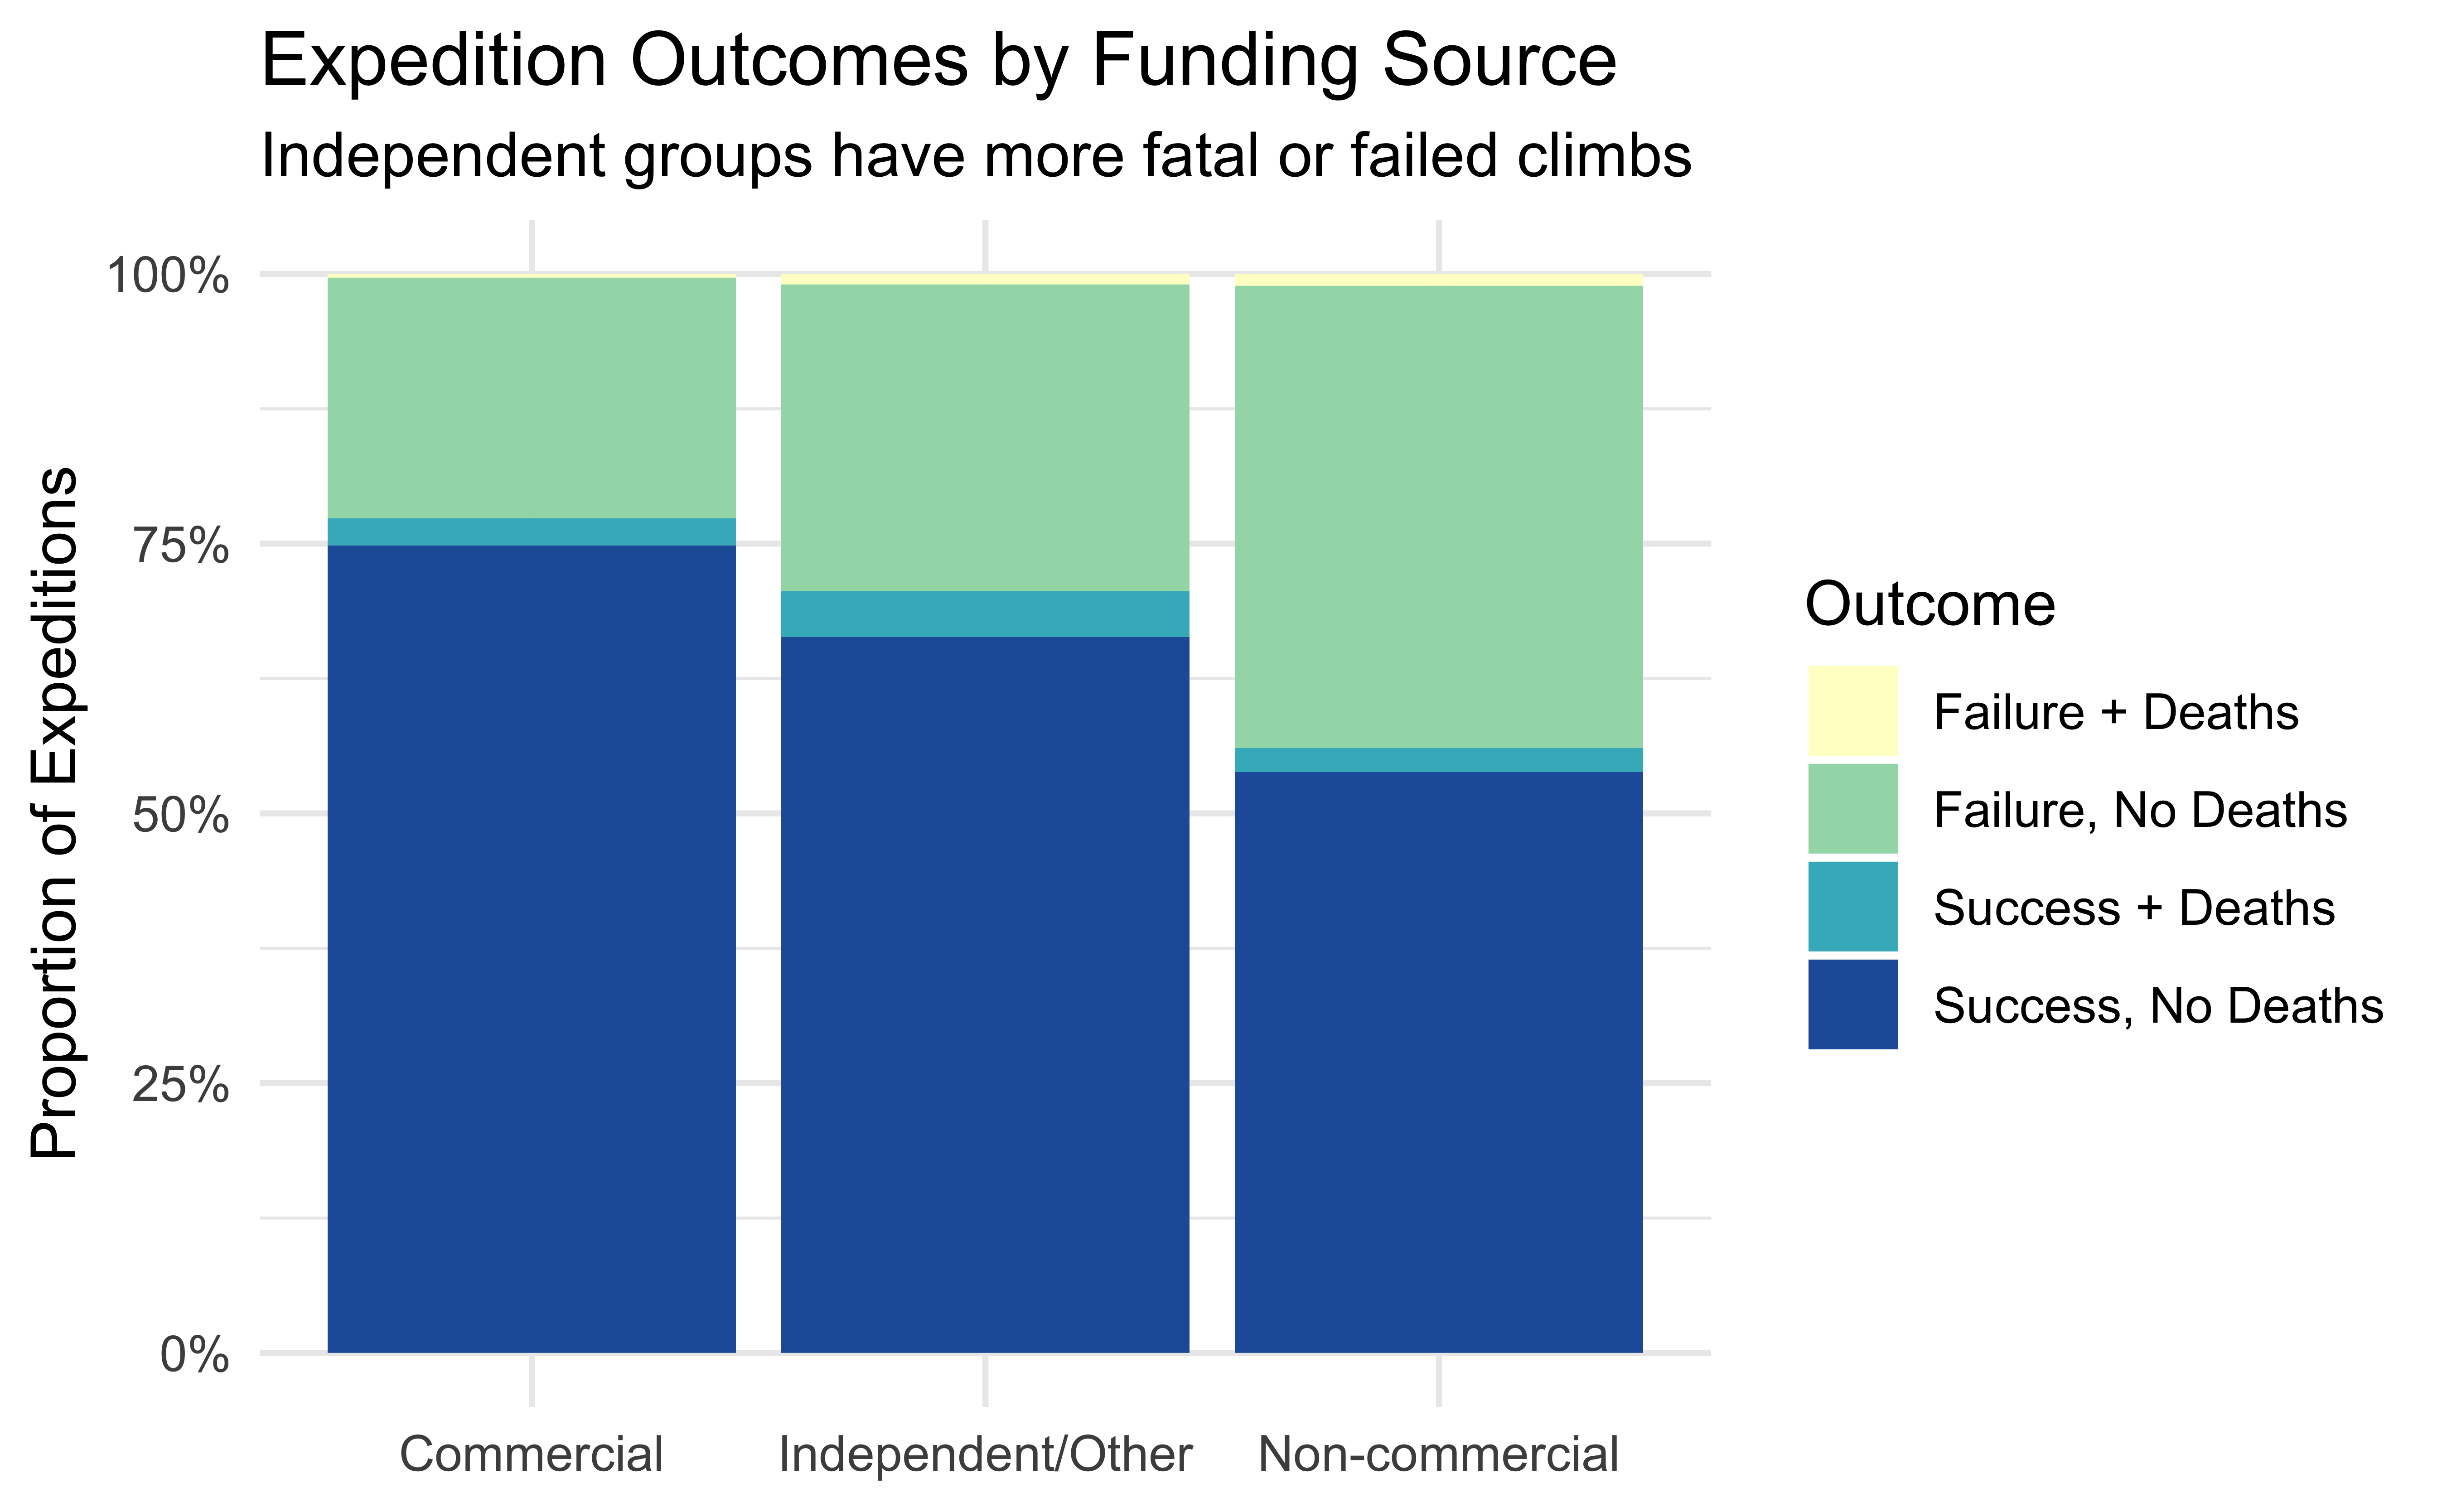 Expedition Outcomes by Funding Source
Independent groups have more fatal or failed climbs
Proportion of Expeditions
100%
75%
50%
25%
0%
Commercial
Independent/Other
Non-commercial
Outcome
Failure + Deaths
Failure, No Deaths
Success + Deaths
Success, No Deaths